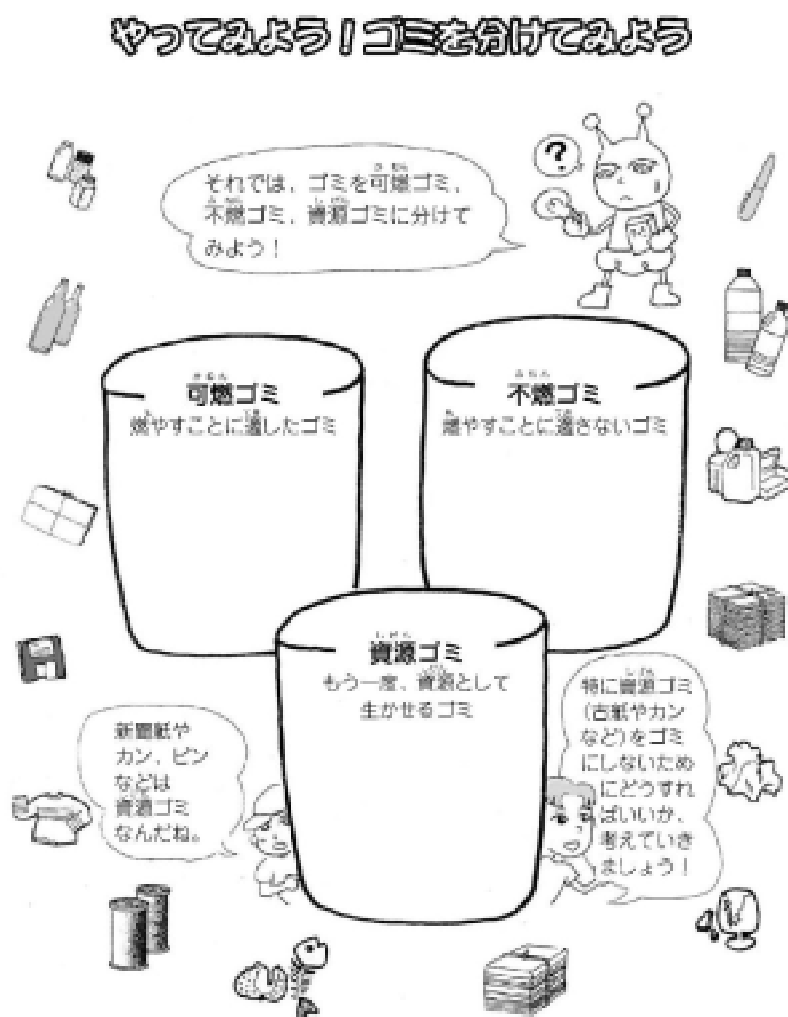 やってみよう！ゴミを分けてみよう
それでは、ゴミを可燃ゴミ、
不燃ゴミ、資源ゴミに分けて
みよう！
?
可燃ゴミ
燃やすことに適したゴミ
不燃ゴミ
燃やすことに適さないゴミ
資源ゴミ
もう一度、資源として
生かせるゴミ
新聞紙や
カン、ビン
などは
資源ゴミ
なんだね。
特に資源ゴミ
(古紙やカン
など)をゴミ
にしないため
にどうすれ
ばいいか、
考えていき
ましょう！